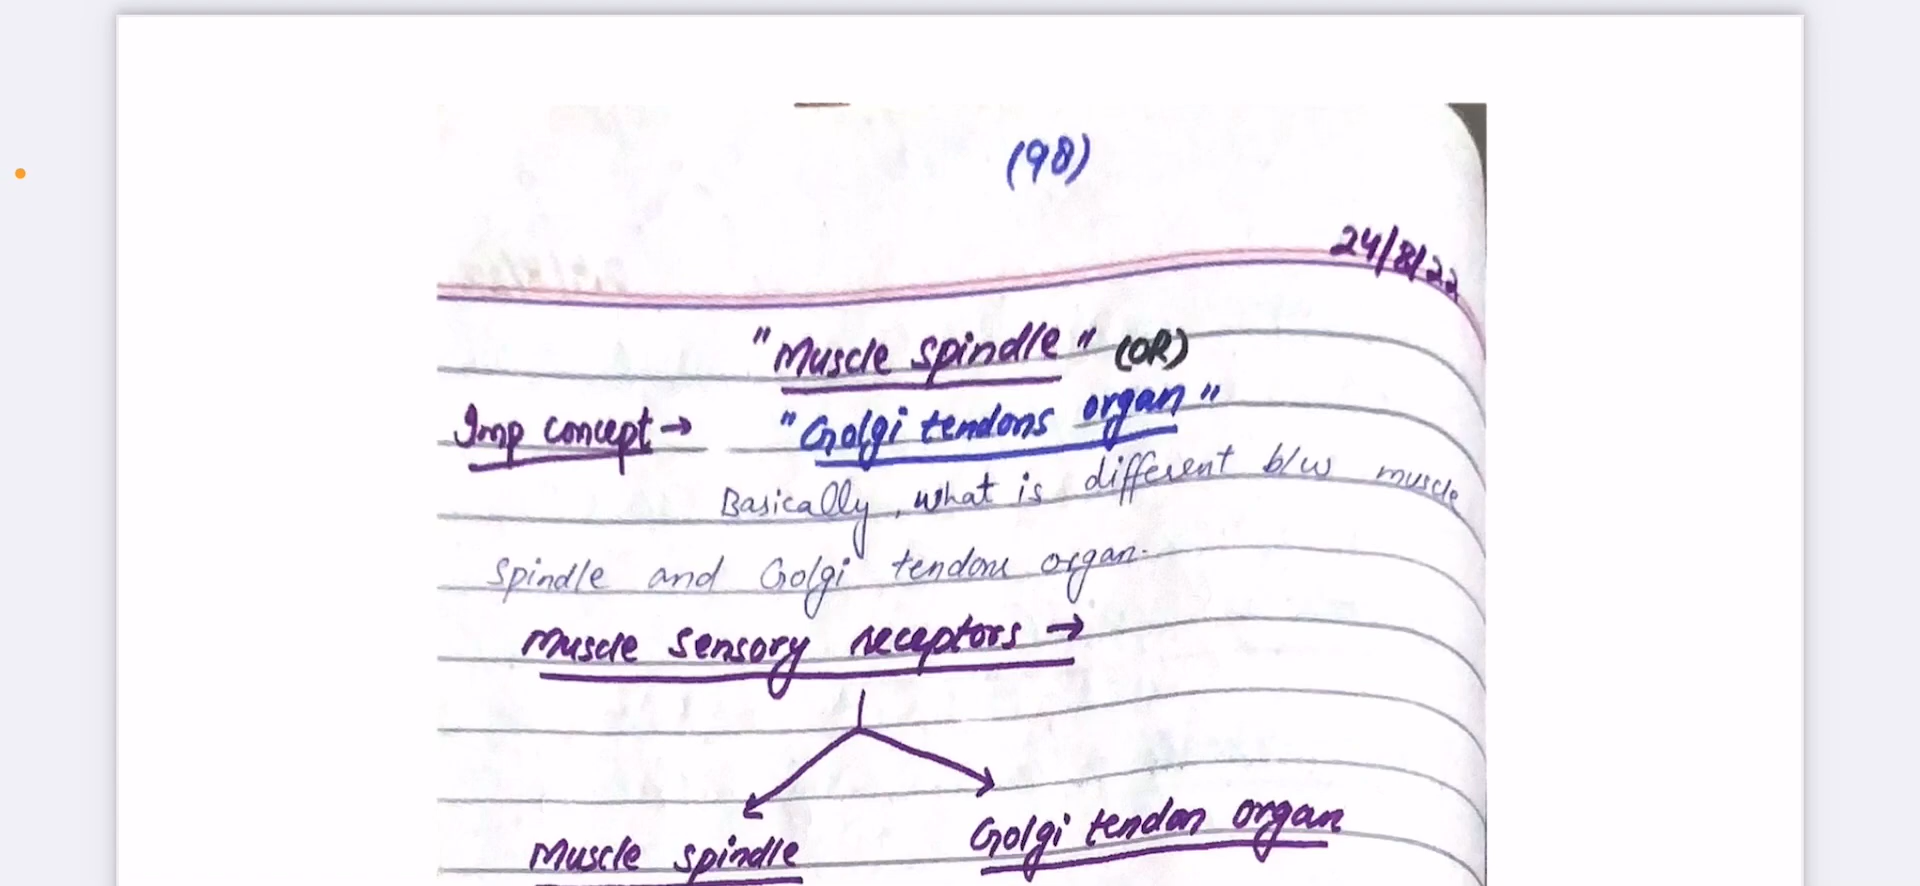 (98)
24/8/22
"Muscle spindle" (OR)
Imp concept → "Golgi tendons organ"
Basically, what is different b/w muscle
spindle and Golgi tendons organ.
Muscle sensory receptors →
Muscle spindle Golgi tendon organ